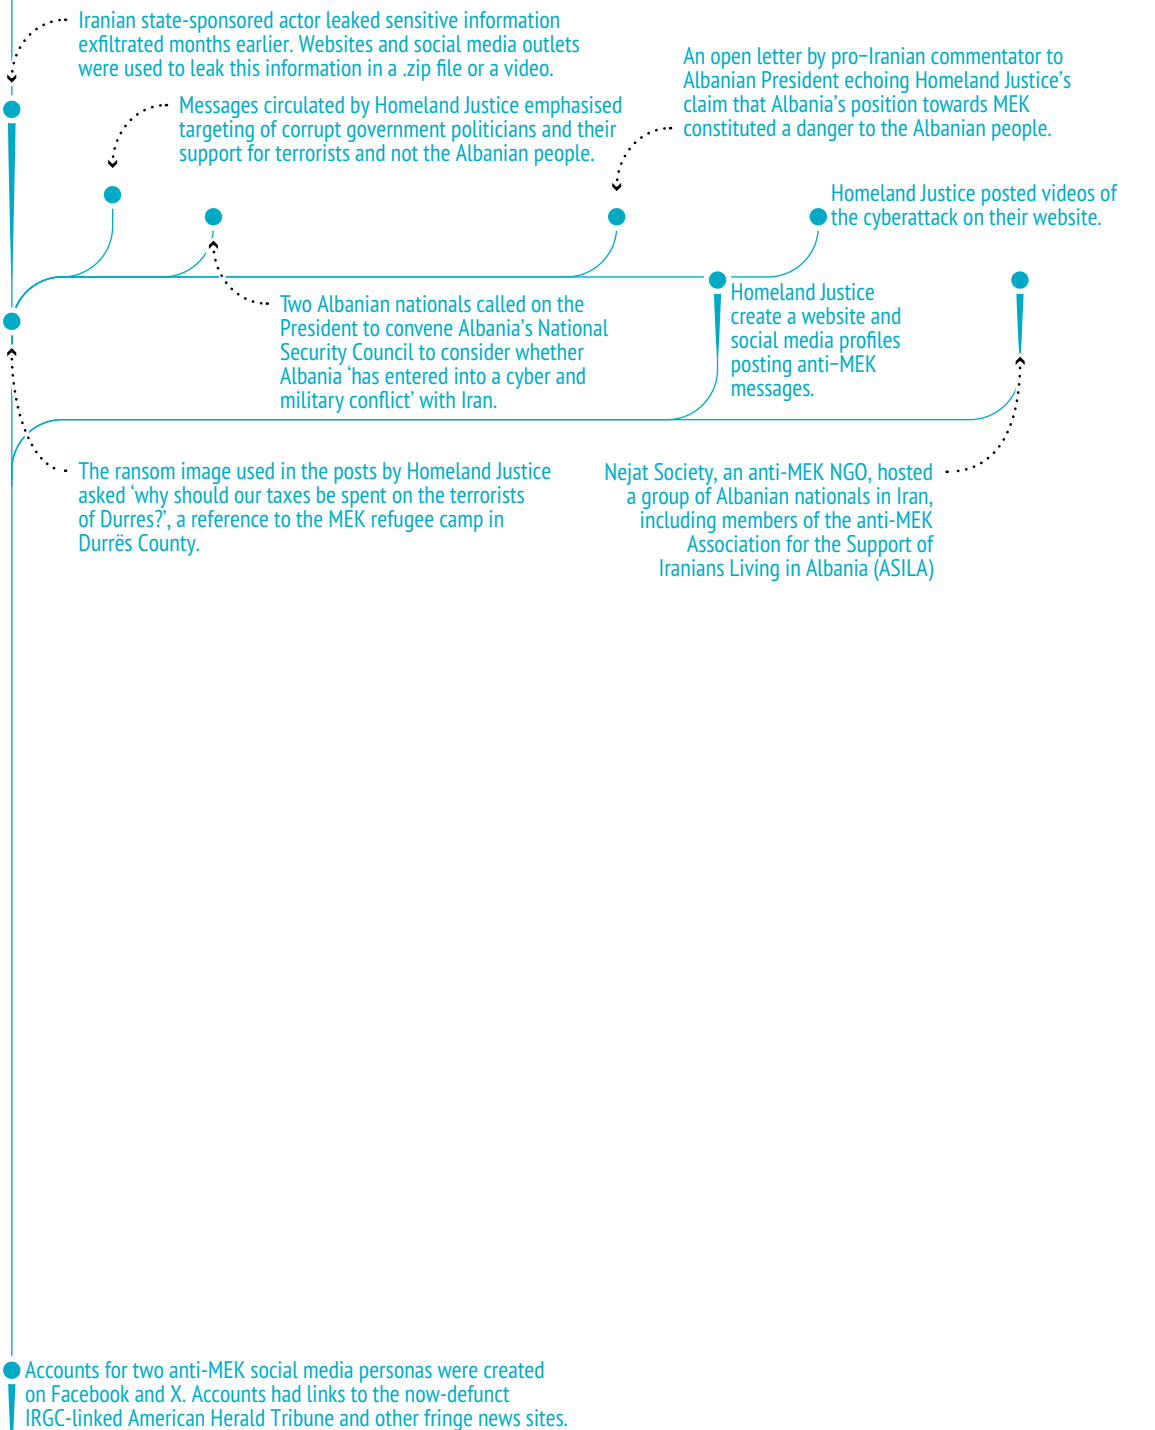 Iranian state-sponsored actor leaked sensitive information
exfiltrated months earlier. Websites and social media outlets
were used to leak this information in a .zip file or a video.
An open letter by pro–Iranian commentator to
Albanian President echoing Homeland Justice’s
claim that Albania’s position towards MEK
constituted a danger to the Albanian people.
Messages circulated by Homeland Justice emphasised
targeting of corrupt government politicians and their
support for terrorists and not the Albanian people.
Homeland Justice posted videos of
the cyberattack on their website.
Two Albanian nationals called on the
President to convene Albania’s National
Security Council to consider whether
Albania ‘has entered into a cyber and
military conflict’ with Iran.
Homeland Justice
create a website and
social media profiles
posting anti–MEK
messages.
The ransom image used in the posts by Homeland Justice
asked ‘why should our taxes be spent on the terrorists
of Durres?’, a reference to the MEK refugee camp in
Durrës County.
Nejat Society, an anti-MEK NGO, hosted
a group of Albanian nationals in Iran,
including members of the anti-MEK
Association for the Support of
Iranians Living in Albania (ASILA)
Accounts for two anti-MEK social media personas were created
on Facebook and X. Accounts had links to the now-defunct
IRGC-linked American Herald Tribune and other fringe news sites.